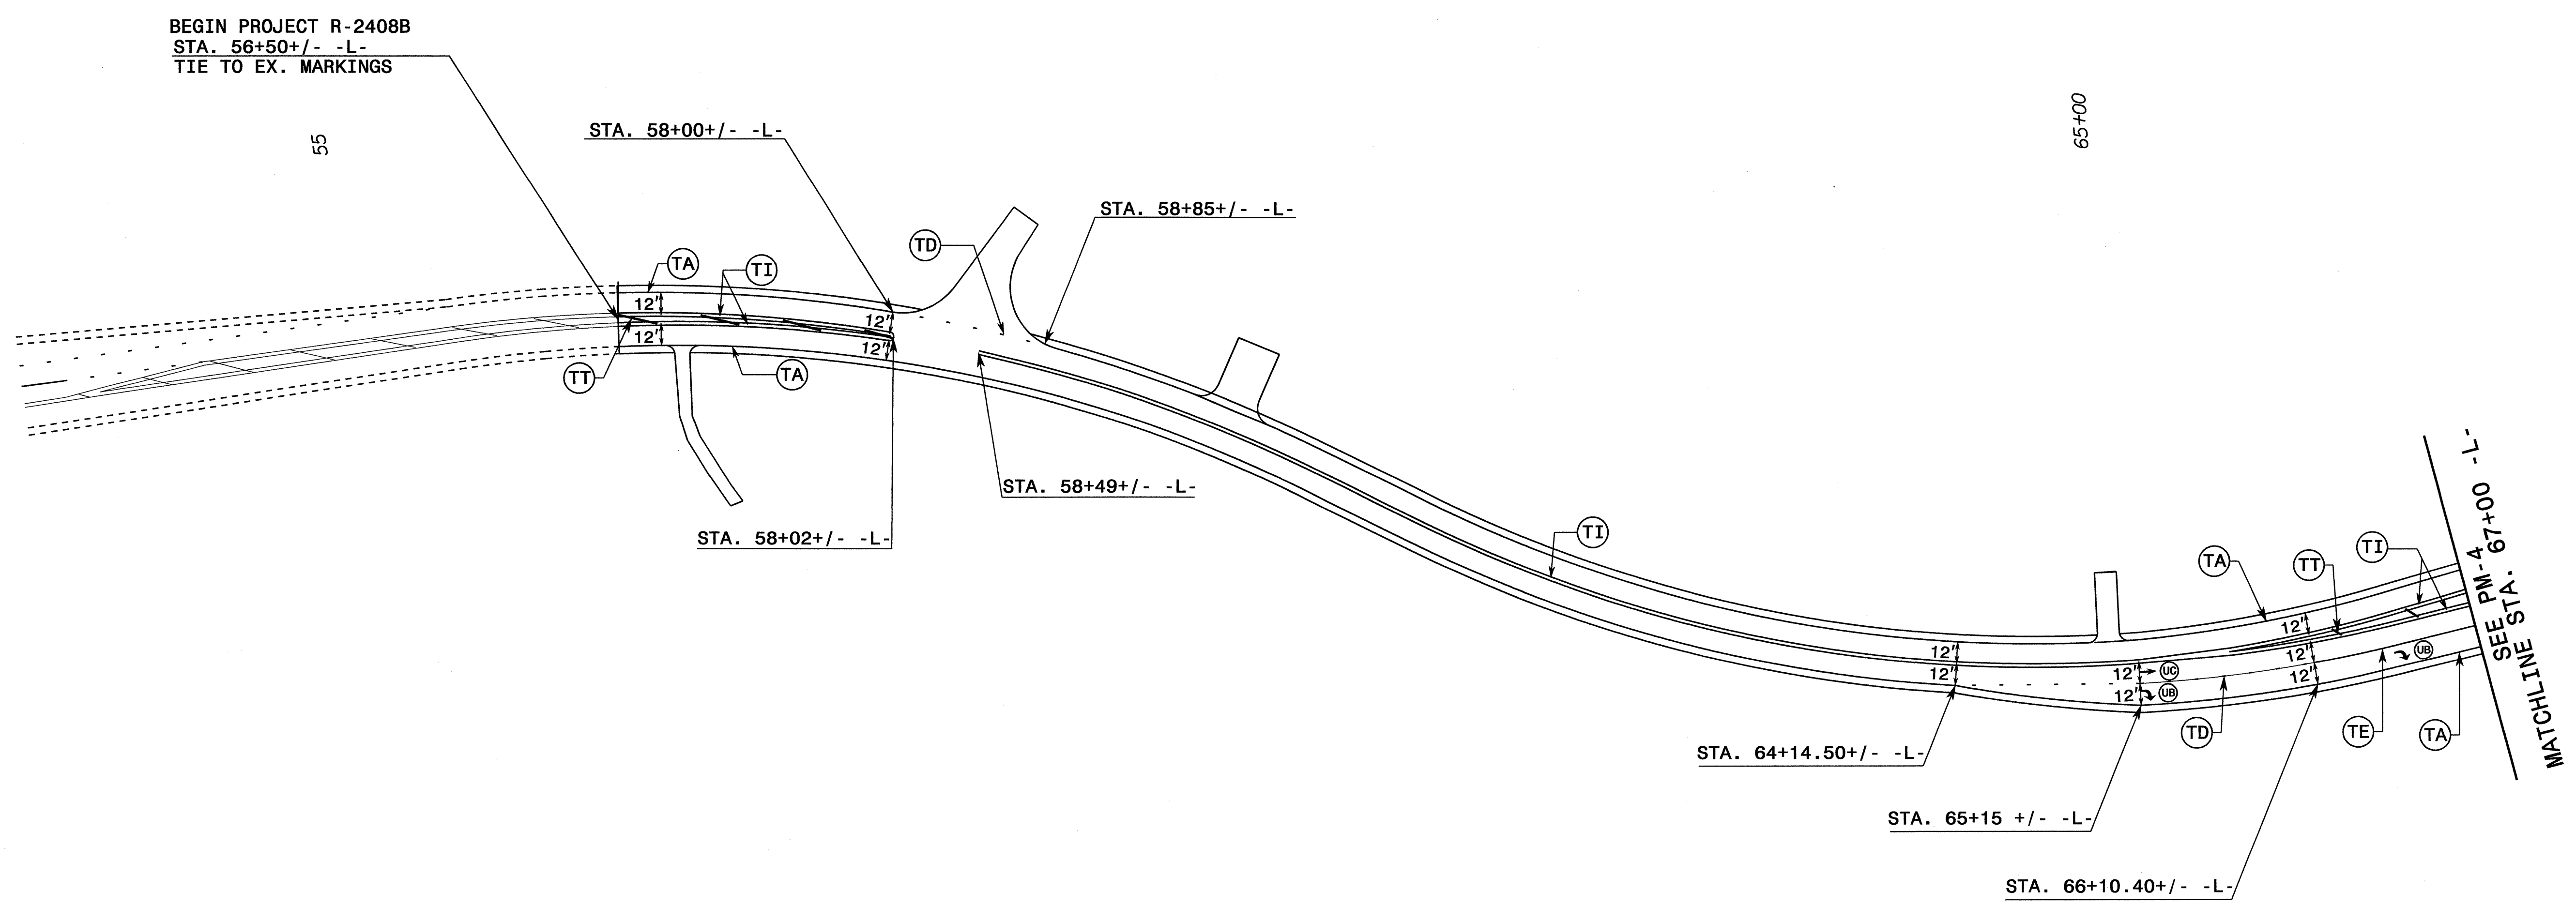 BEGIN PROJECT R-2408B
STA. 56+50+/- -L-
TIE TO EX. MARKINGS
55
STA. 58+00+/- -L-
65+00
STA. 58+85+/- -L-
TD
TA
TI
12'
12'
12'
12'
TT
TA
STA. 58+49+/- -L-
STA. 58+02+/- -L-
TI
SEE PM-4
MATCHLINE STA. 67+00 -L-
TA
TT
TI
12'
12'
12'
12'
12'
12'
12'
UC
UB
UB
TD
TE
TA
STA. 64+14.50+/- -L-
STA. 65+15 +/- -L-
STA. 66+10.40+/- -L-